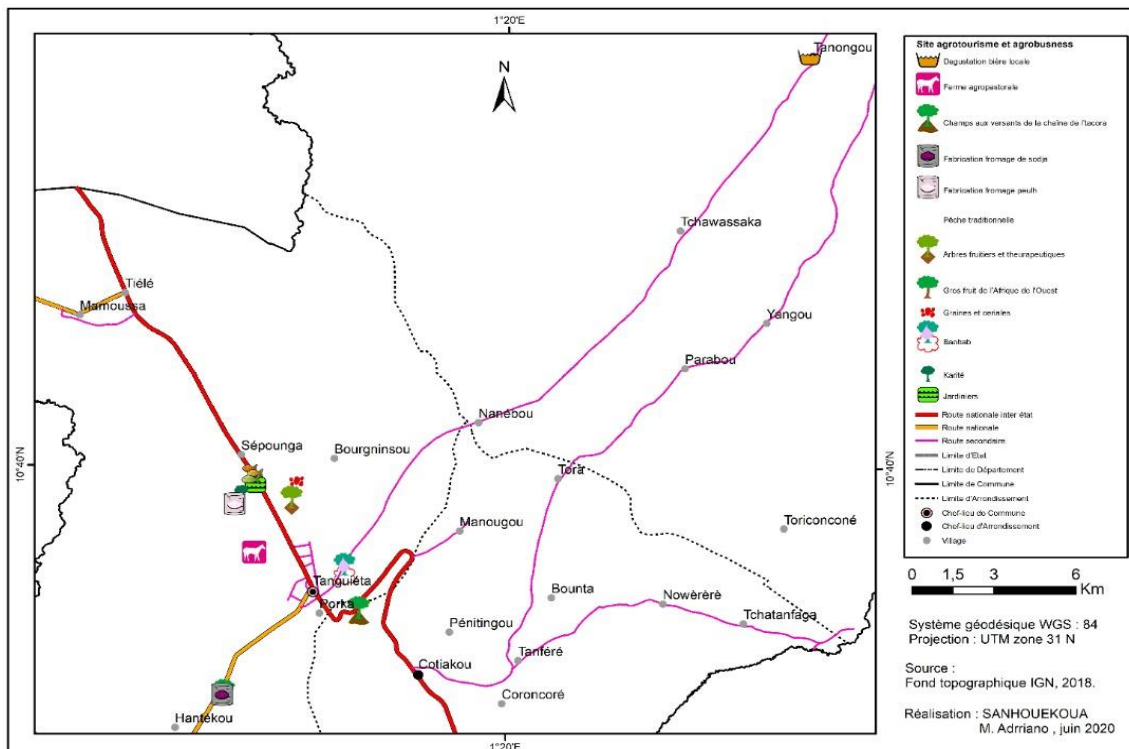 1°20'E
Tanongou
N
Tchawassaka
Tiélé
Mamoussa
Yangou
Parabou
Nanébou
Sépounga
Bourgninsou
10°40'N
10°40'N
Tora
Manougou
Toriconconé
Tanguiéta
Porka
Bounta
Nowèrèrè
Pénitingou
Tchatanfaga
Cotiakou
Tanféré
Coroncoré
Hantékou
1°20'E
Site agrotourisme et agrobusness
Degustation bière locale
Ferme agropastorale
Champs aux versants de la chaîne de l'tacora
Fabrication fromage de sodja
Fabrication fromage peulh
Pêche traditionnelle
Arbres fruitiers et theurapeutiques
Gros fruit de l'Afrique de l'Ouest
Graines et ceriales
Baobab
Karité
Jardiniers
Route nationale inter état
Route nationale
Route secondaire
Limite d'Etat
Limite de Département
Limite de Commune
Limite d'Arrondissement
Chef-lieu de Commune
Chef-lieu d'Arrondissement
Village
0 1,5 3 6
Km
Système géodésique WGS : 84
Projection : UTM zone 31 N
Source :
Fond topographique IGN, 2018.
Réalisation : SANHOUEKOUA
M. Adrriano , juin 2020